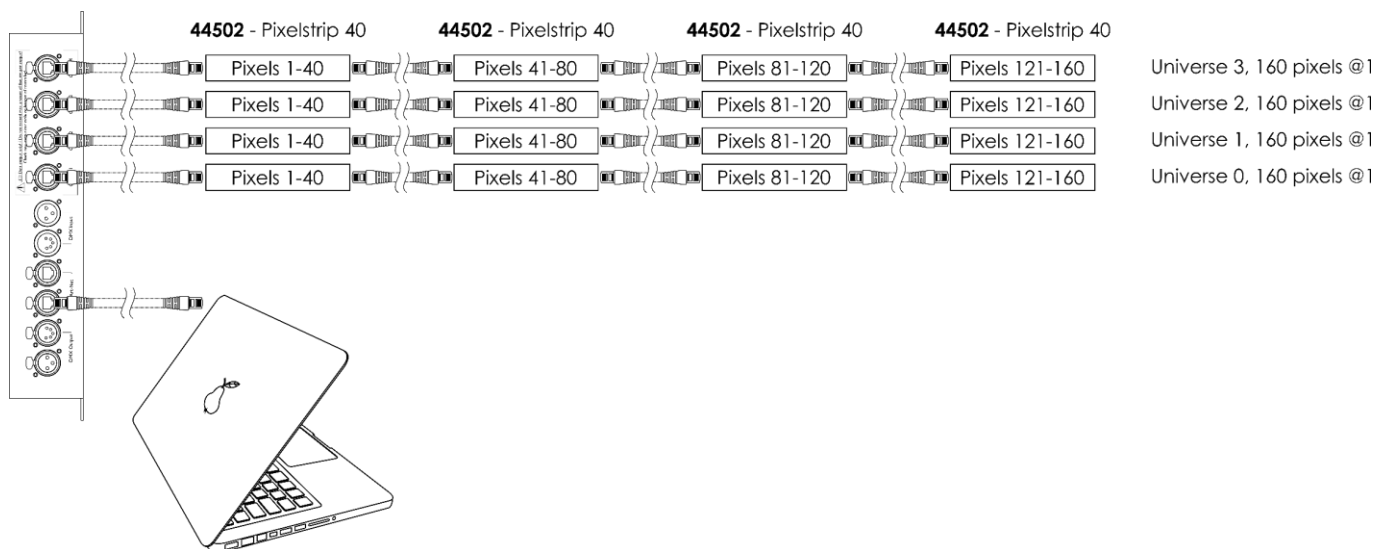 44502 - Pixelstrip 40 44502 - Pixelstrip 40 44502 - Pixelstrip 40 44502 - Pixelstrip 40
Pixels 1-40 Pixels 41-80 Pixels 81-120 Pixels 121-160 Universe 3, 160 pixels @1
Pixels 1-40 Pixels 41-80 Pixels 81-120 Pixels 121-160 Universe 2, 160 pixels @1
Pixels 1-40 Pixels 41-80 Pixels 81-120 Pixels 121-160 Universe 1, 160 pixels @1
Pixels 1-40 Pixels 41-80 Pixels 81-120 Pixels 121-160 Universe 0, 160 pixels @1
DMX Input
DMX Output